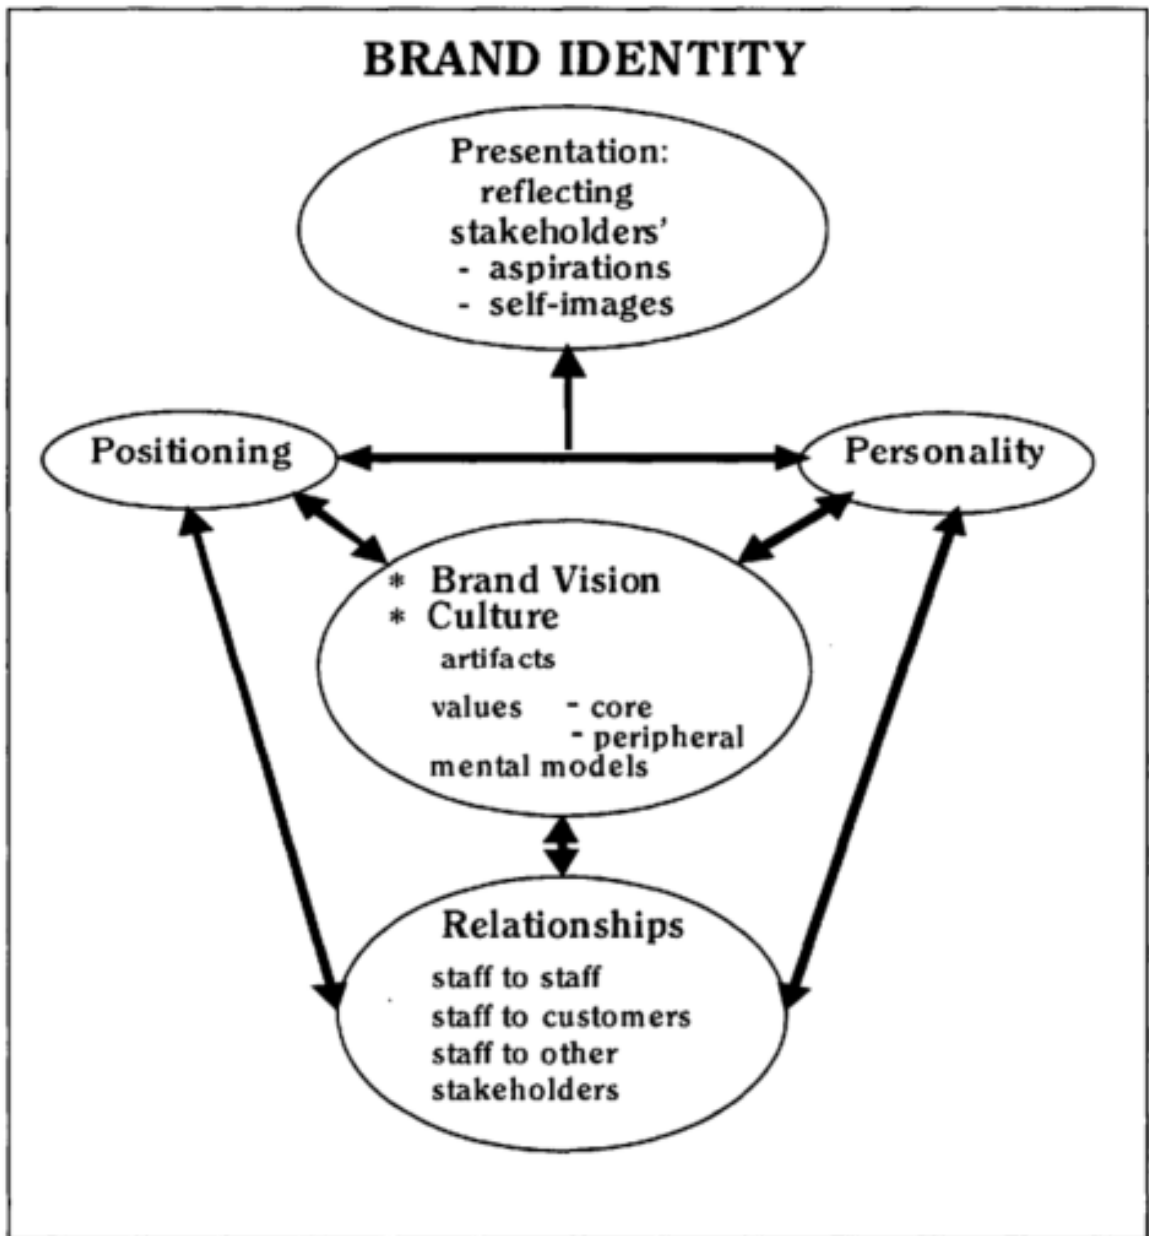 BRAND IDENTITY
Presentation:
reflecting
stakeholders'
- aspirations
- self-images
Positioning
Personality
* Brand Vision
* Culture
artifacts
values - core
- peripheral
mental models
Relationships
staff to staff
staff to customers
staff to other
stakeholders